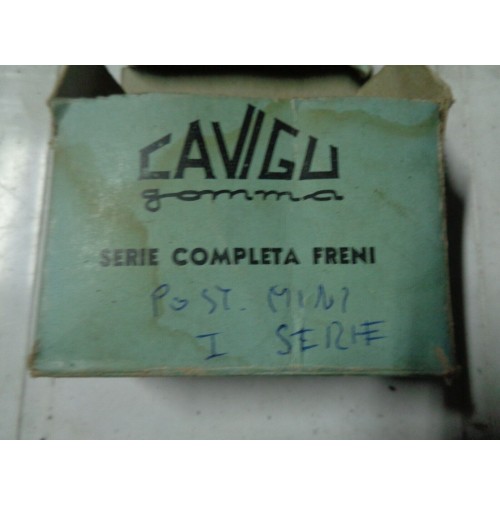 CAVIGU
gomma
SERIE COMPLETA FRENI
POST. MINI
I SERIE